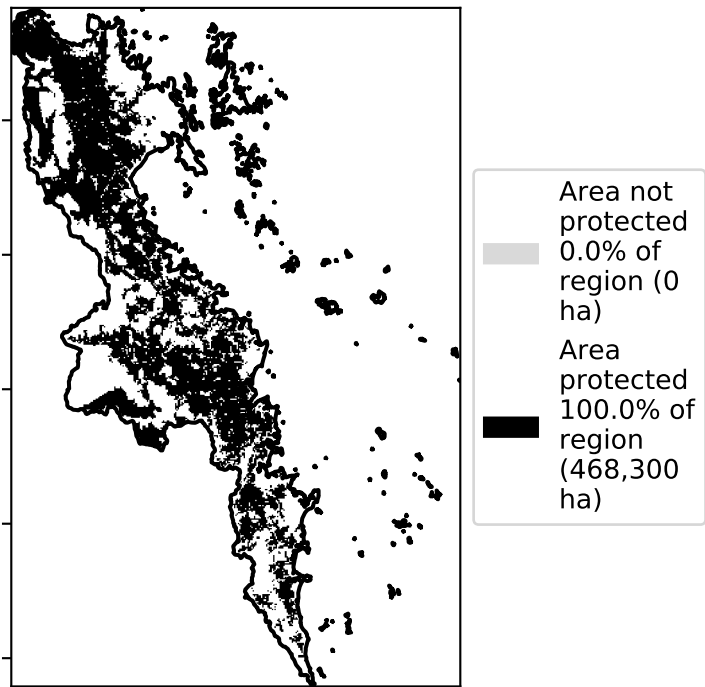 Area not
protected
0.0% of
region (0
ha)
Area
protected
100.0% of
region
(468,300
ha)